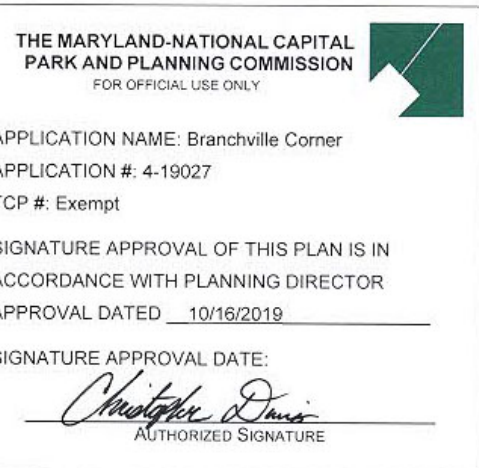 THE MARYLAND-NATIONAL CAPITAL
PARK AND PLANNING COMMISSION
FOR OFFICIAL USE ONLY
APPLICATION NAME: Branchville Corner
APPLICATION #: 4-19027
TCP #: Exempt
SIGNATURE APPROVAL OF THIS PLAN IS IN
ACCORDANCE WITH PLANNING DIRECTOR
APPROVAL DATED 10/16/2019
SIGNATURE APPROVAL DATE:
Christopher Davis
AUTHORIZED SIGNATURE